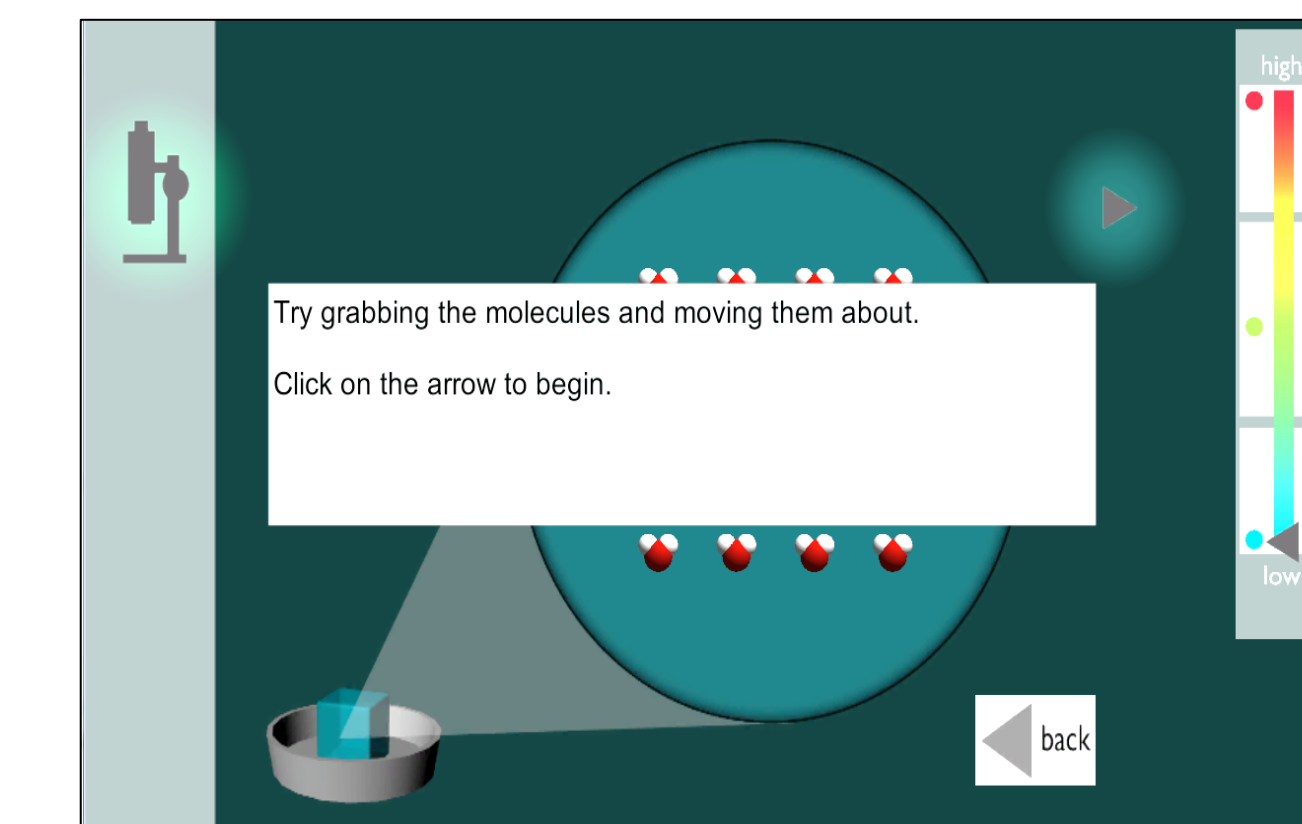 high
Try grabbing the molecules and moving them about.
Click on the arrow to begin.
low
back